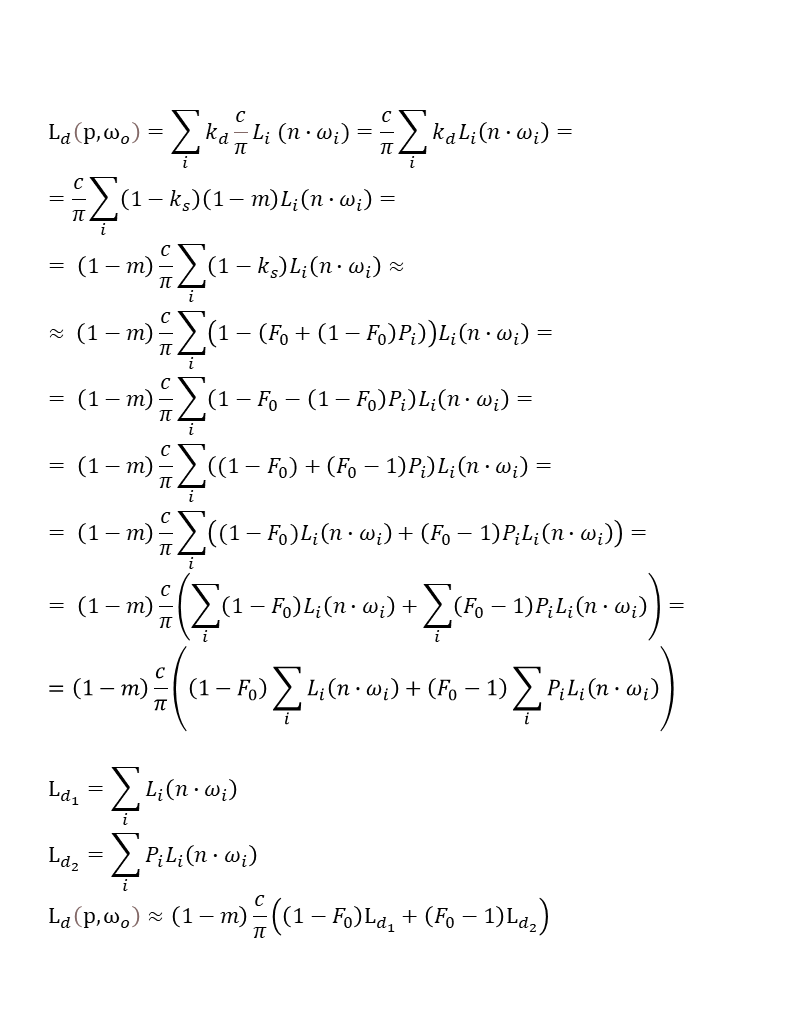 L_d(p,ω_o) = ∑_i k_d c/π L_i (n · ω_i) = c/π ∑_i k_d L_i(n · ω_i) =
= c/π ∑_i (1 − k_s)(1 − m)L_i(n · ω_i) =
= (1 − m) c/π ∑_i (1 − k_s)L_i(n · ω_i) ≈
≈ (1 − m) c/π ∑_i (1 − (F_0 + (1 − F_0)P_i))L_i(n · ω_i) =
= (1 − m) c/π ∑_i (1 − F_0 − (1 − F_0)P_i)L_i(n · ω_i) =
= (1 − m) c/π ∑_i ((1 − F_0) + (F_0 − 1)P_i)L_i(n · ω_i) =
= (1 − m) c/π ∑_i ((1 − F_0)L_i(n · ω_i) + (F_0 − 1)P_iL_i(n · ω_i)) =
= (1 − m) c/π (∑_i (1 − F_0)L_i(n · ω_i) + ∑_i (F_0 − 1)P_iL_i(n · ω_i)) =
= (1 − m) c/π ((1 − F_0) ∑_i L_i(n · ω_i) + (F_0 − 1) ∑_i P_iL_i(n · ω_i))
L_{d_1} = ∑_i L_i(n · ω_i)
L_{d_2} = ∑_i P_iL_i(n · ω_i)
L_d(p,ω_o) ≈ (1 − m) c/π ((1 − F_0)L_{d_1} + (F_0 − 1)L_{d_2})